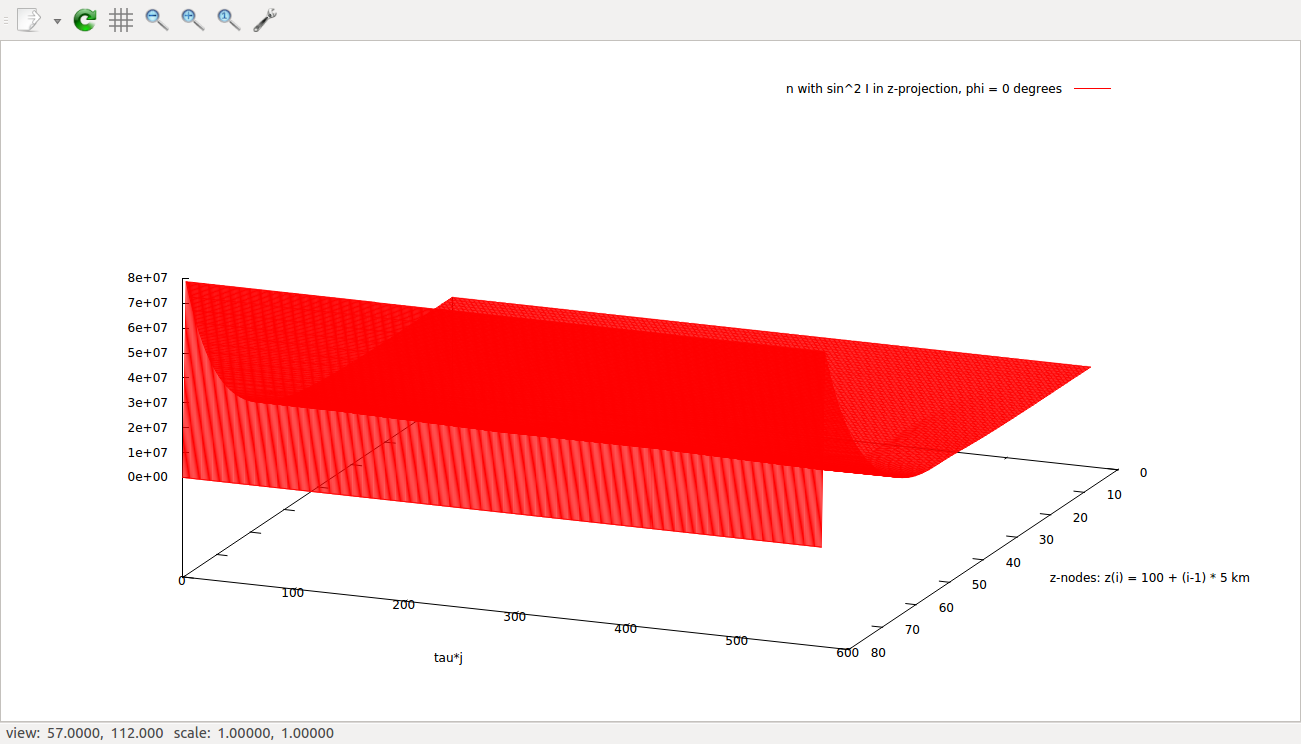 n with sin^2 I in z-projection, phi = 0 degrees
8e+07
7e+07
6e+07
5e+07
4e+07
3e+07
2e+07
1e+07
0e+00
0
10
20
30
40
50
60
70
80
z-nodes: z(i) = 100 + (i-1) * 5 km
0
100
200
300
400
500
600
tau*j
view: 57.0000, 112.000 scale: 1.00000, 1.00000